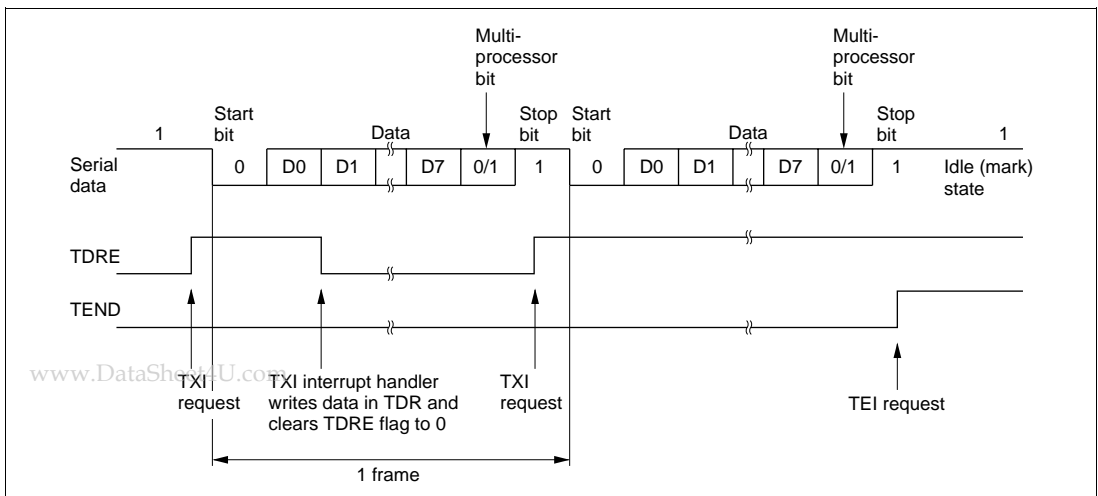 Multi-
processor
bit
Multi-
processor
bit
1
Start
bit
Data
Stop
bit
Start
bit
Data
Stop
bit
1
Serial
data
0 D0 D1 D7 0/1 1 0 D0 D1 D7 0/1 1
Idle (mark)
state
TDRE
TEND
www.DataSheet4U.com
TXI
request
TXI interrupt handler
writes data in TDR and
clears TDRE flag to 0
TXI
request
TEI request
1 frame